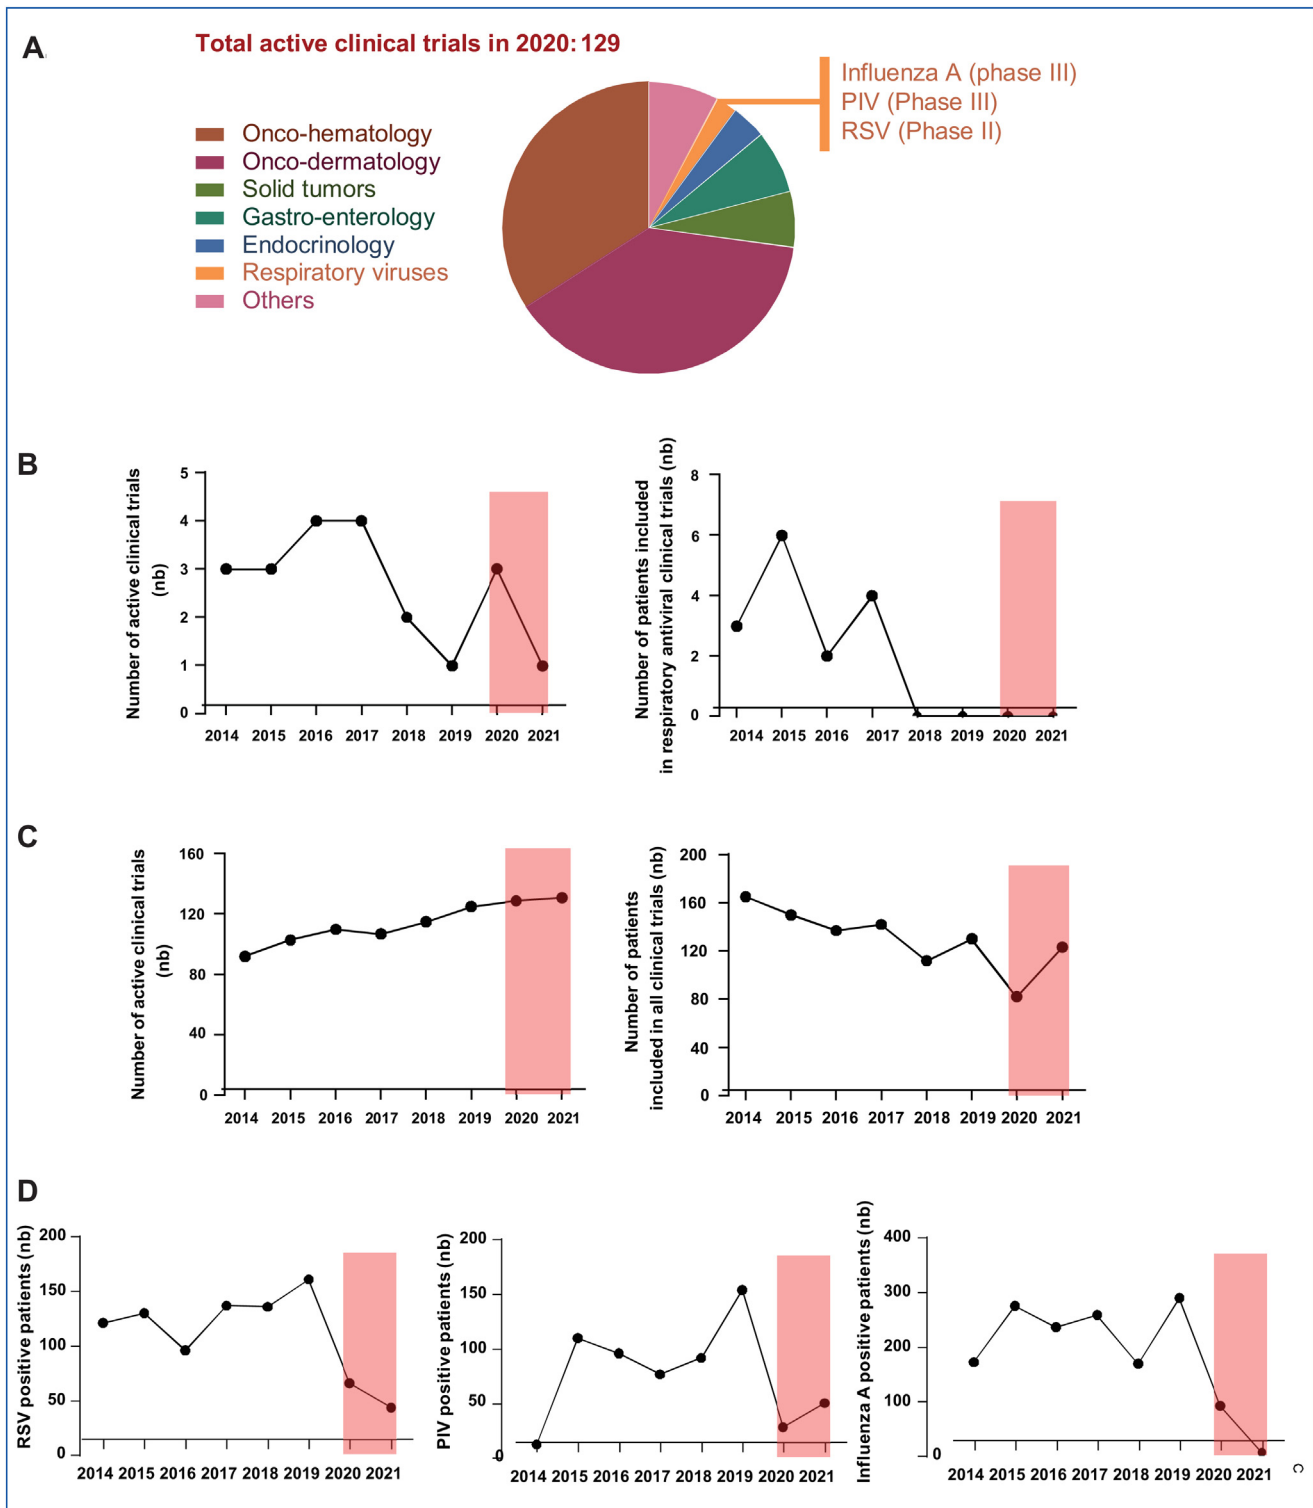 A
Total active clinical trials in 2020: 129
Influenza A (phase III)
PIV (Phase III)
RSV (Phase II)
Onco-hematology
Onco-dermatology
Solid tumors
Gastro-enterology
Endocrinology
Respiratory viruses
Others
B
Number of active clinical trials
(nb)
5
4
3
2
1
0
2014 2015 2016 2017 2018 2019 2020 2021
Number of patients included
in respiratory antiviral clinical trials (nb)
8
6
4
2
0
2014 2015 2016 2017 2018 2019 2020 2021
C
Number of active clinical trials
(nb)
160
120
80
40
0
2014 2015 2016 2017 2018 2019 2020 2021
Number of patients
included in all clinical trials (nb)
200
160
120
80
40
0
2014 2015 2016 2017 2018 2019 2020 2021
D
RSV positive patients (nb)
200
150
100
50
0
2014 2015 2016 2017 2018 2019 2020 2021
PIV positive patients (nb)
200
150
100
50
0
2014 2015 2016 2017 2018 2019 2020 2021
Influenza A positive patients (nb)
400
300
200
100
0
2014 2015 2016 2017 2018 2019 2020 2021
c